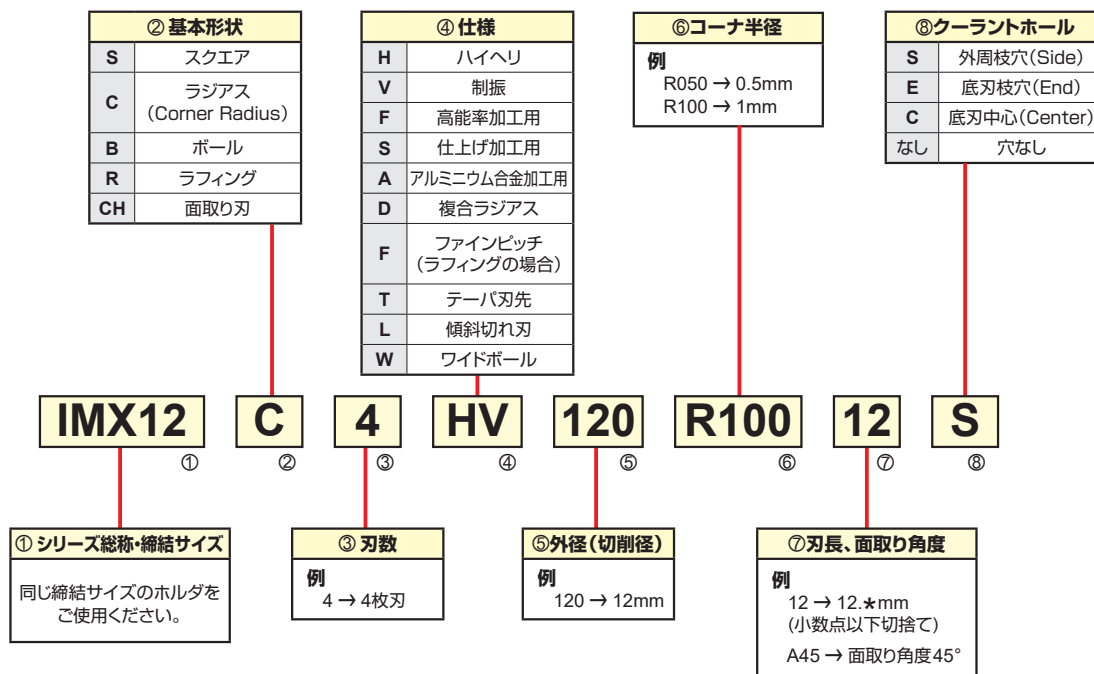 ② 基本形状
S スクエア
C ラジアス
(Corner Radius)
B ボール
R ラフィング
CH 面取り刃
④ 仕様
H ハイヘリ
V 制振
F 高能率加工用
S 仕上げ加工用
A アルミニウム合金加工用
D 複合ラジアス
F ファインピッチ
(ラフィングの場合)
T テーパ刃先
L 傾斜切れ刃
W ワイドボール
⑥コーナ半径
例
R050 → 0.5mm
R100 → 1mm
⑧クーラントホール
S 外周枝穴(Side)
E 底刃枝穴(End)
C 底刃中心(Center)
なし 穴なし
IMX12 C 4 HV 120 R100 12 S
① ② ③ ④ ⑤ ⑥ ⑦ ⑧
① シリーズ総称・締結サイズ
同じ締結サイズのホルダを
ご使用ください。
③ 刃数
例
4 → 4枚刃
⑤外径(切削径)
例
120 → 12mm
⑦刃長、面取り角度
例
12 → 12.★mm
(小数点以下切捨て)
A45 → 面取り角度45°